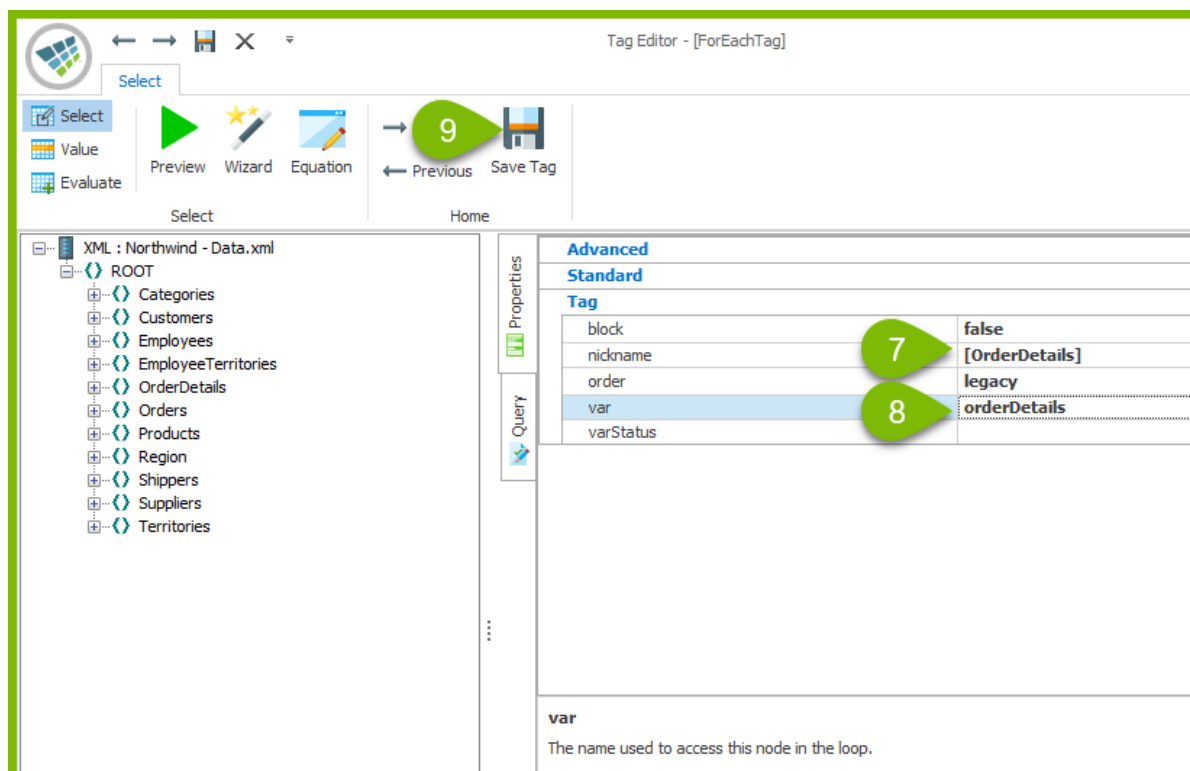 Tag Editor - [ForEachTag]
Select
Select
Value
Evaluate
Preview
Wizard
Equation
Select
9
Previous
Save Tag
Home
XML : Northwind - Data.xml
ROOT
Categories
Customers
Employees
EmployeeTerritories
OrderDetails
Orders
Products
Region
Shippers
Suppliers
Territories
Properties
Query
Advanced
Standard
Tag
block false
nickname 7 [OrderDetails]
order legacy
var 8 orderDetails
varStatus
var
The name used to access this node in the loop.